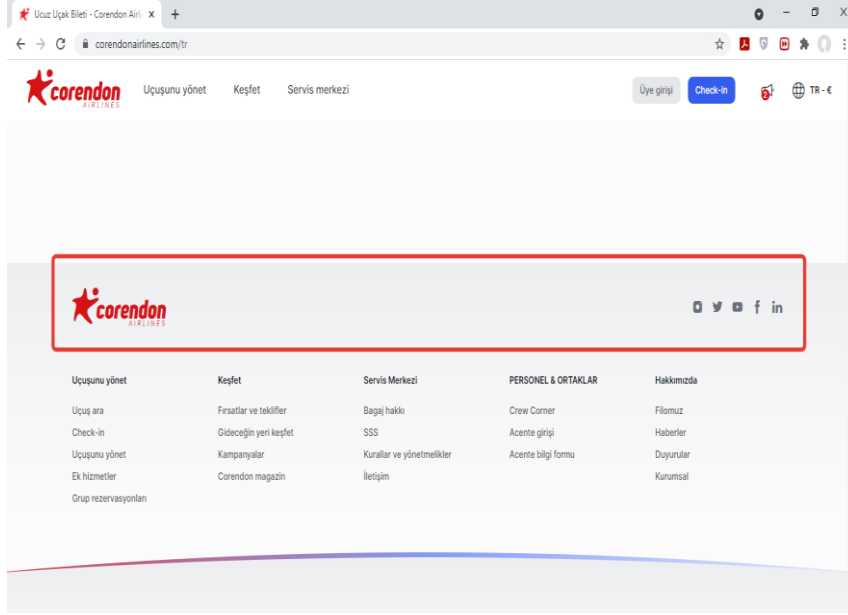 Ucuz Uçak Bileti - Corendon Airli
corendonairlines.com/tr
corendon
AIRLINES
Uçuşunu yönet Keşfet Servis merkezi Üye girişi Check-in 2 TR - €
corendon
AIRLINES
Uçuşunu yönet Keşfet Servis Merkezi PERSONEL & ORTAKLAR Hakkımızda
Uçuş ara Fırsatlar ve teklifler Bagaj hakkı Crew Corner Filomuz
Check-in Gideceğin yeri keşfet SSS Acente girişi Haberler
Uçuşunu yönet Kampanyalar Kurallar ve yönetmelikler Acente bilgi formu Duyurular
Ek hizmetler Corendon magazin İletişim Kurumsal
Grup rezervasyonları